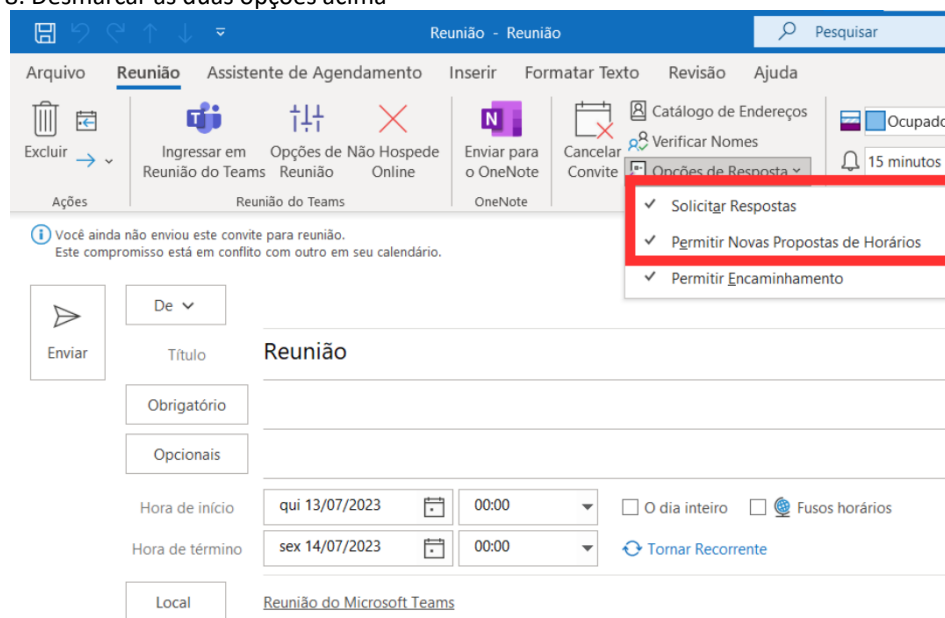 8. Desmarcar as duas opções acima
Reunião - Reunião
Pesquisar
Arquivo Reunião Assistente de Agendamento Inserir Formatar Texto Revisão Ajuda
Excluir
Ações
Ingressar em
Reunião do Teams
Opções de
Reunião
Não Hospede
Online
Reunião do Teams
Enviar para
o OneNote
OneNote
Cancelar
Convite
Catálogo de Endereços
Verificar Nomes
Opções de Resposta
Ocupado
15 minutos
Solicitar Respostas
Permitir Novas Propostas de Horários
Permitir Encaminhamento
Você ainda não enviou este convite para reunião.
Este compromisso está em conflito com outro em seu calendário.
Enviar
De
Título Reunião
Obrigatório
Opcionais
Hora de início qui 13/07/2023 00:00 O dia inteiro Fusos horários
Hora de término sex 14/07/2023 00:00 Tornar Recorrente
Local Reunião do Microsoft Teams